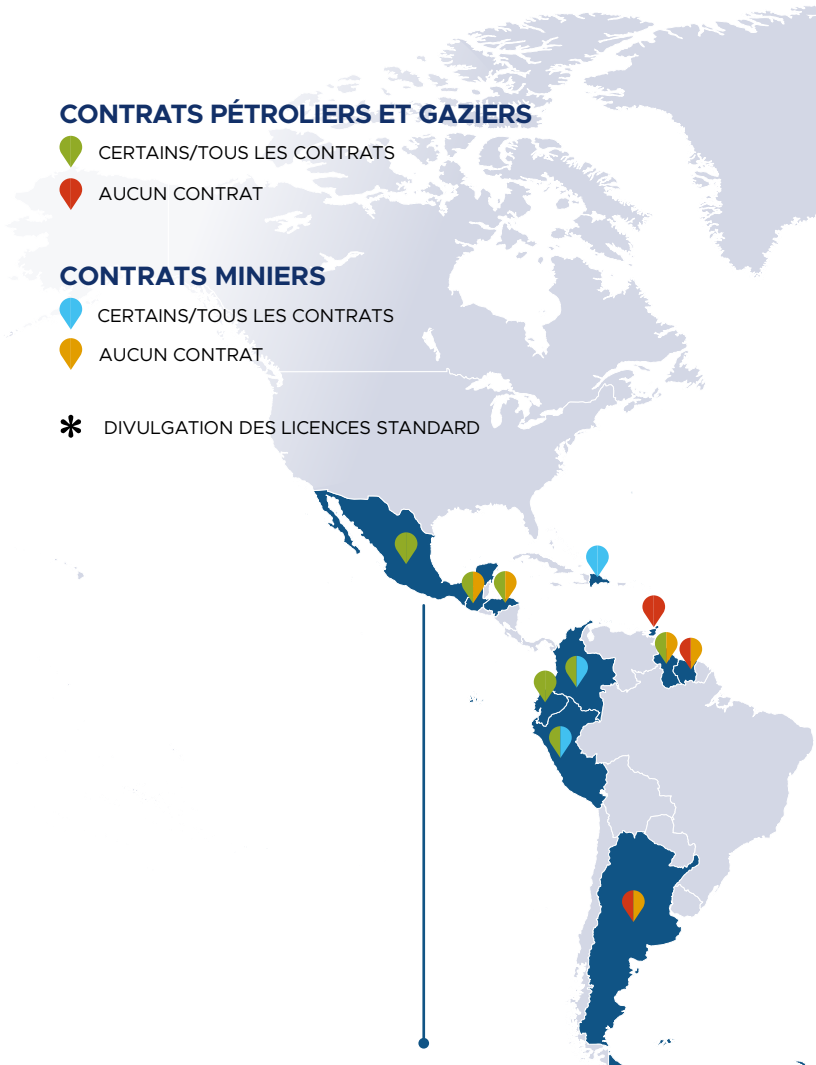 CONTRATS PÉTROLIERS ET GAZIERS
CERTAINS/TOUS LES CONTRATS
AUCUN CONTRAT
CONTRATS MINIERS
CERTAINS/TOUS LES CONTRATS
AUCUN CONTRAT
* DIVULGATION DES LICENCES STANDARD